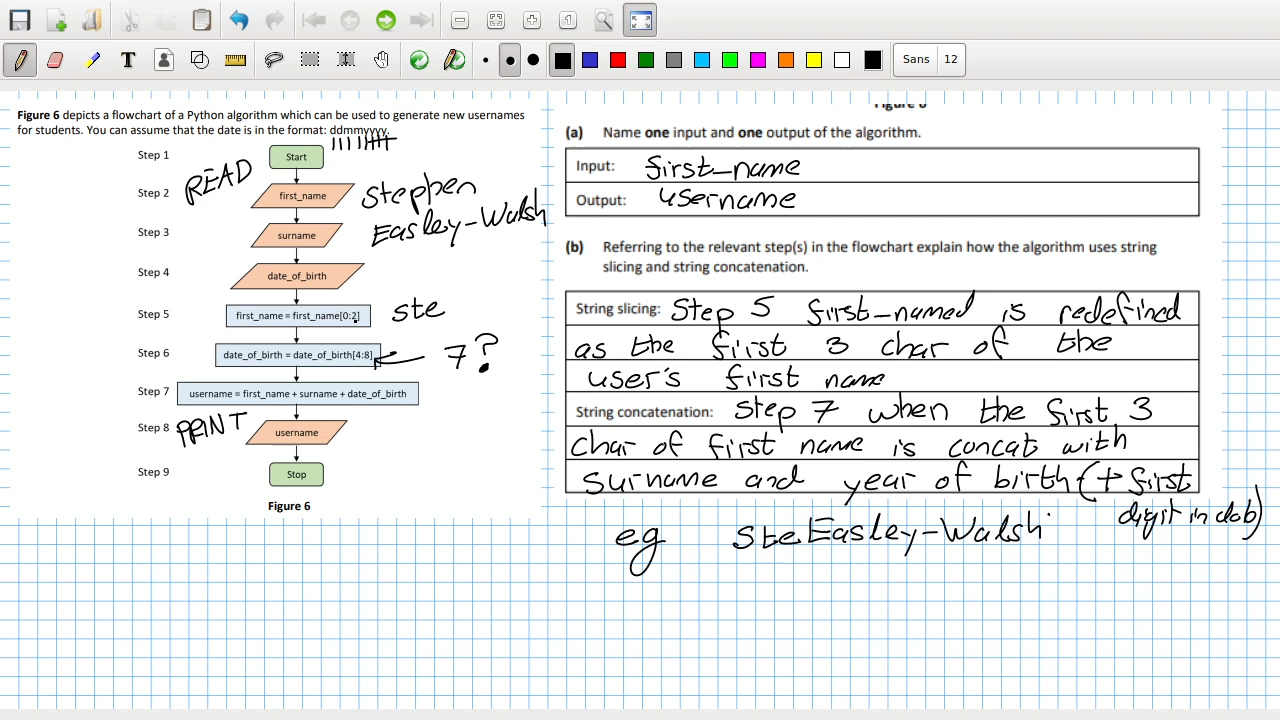 Sans 12
Figure 6 depicts a flowchart of a Python algorithm which can be used to generate new usernames
for students. You can assume that the date is in the format: ddmmyyyy.
Step 1 Start
READ
Step 2 first_name Stephen
Step 3 surname Easley-Walsh
Step 4 date_of_birth
Step 5 first_name = first_name[0:2] ste
Step 6 date_of_birth = date_of_birth[4:8] 7?
Step 7 username = first_name + surname + date_of_birth
Step 8 PRINT username
Step 9 Stop
Figure 6
Figure 6
(a) Name one input and one output of the algorithm.
Input: first_name
Output: username
(b) Referring to the relevant step(s) in the flowchart explain how the algorithm uses string
slicing and string concatenation.
String slicing: Step 5 first_named is redefined
as the first 3 char of the
user's first name
String concatenation: Step 7 when the first 3
char of first name is concat with
surname and year of birth (+ first
digit in dob)
eg SteEasley-Walsh